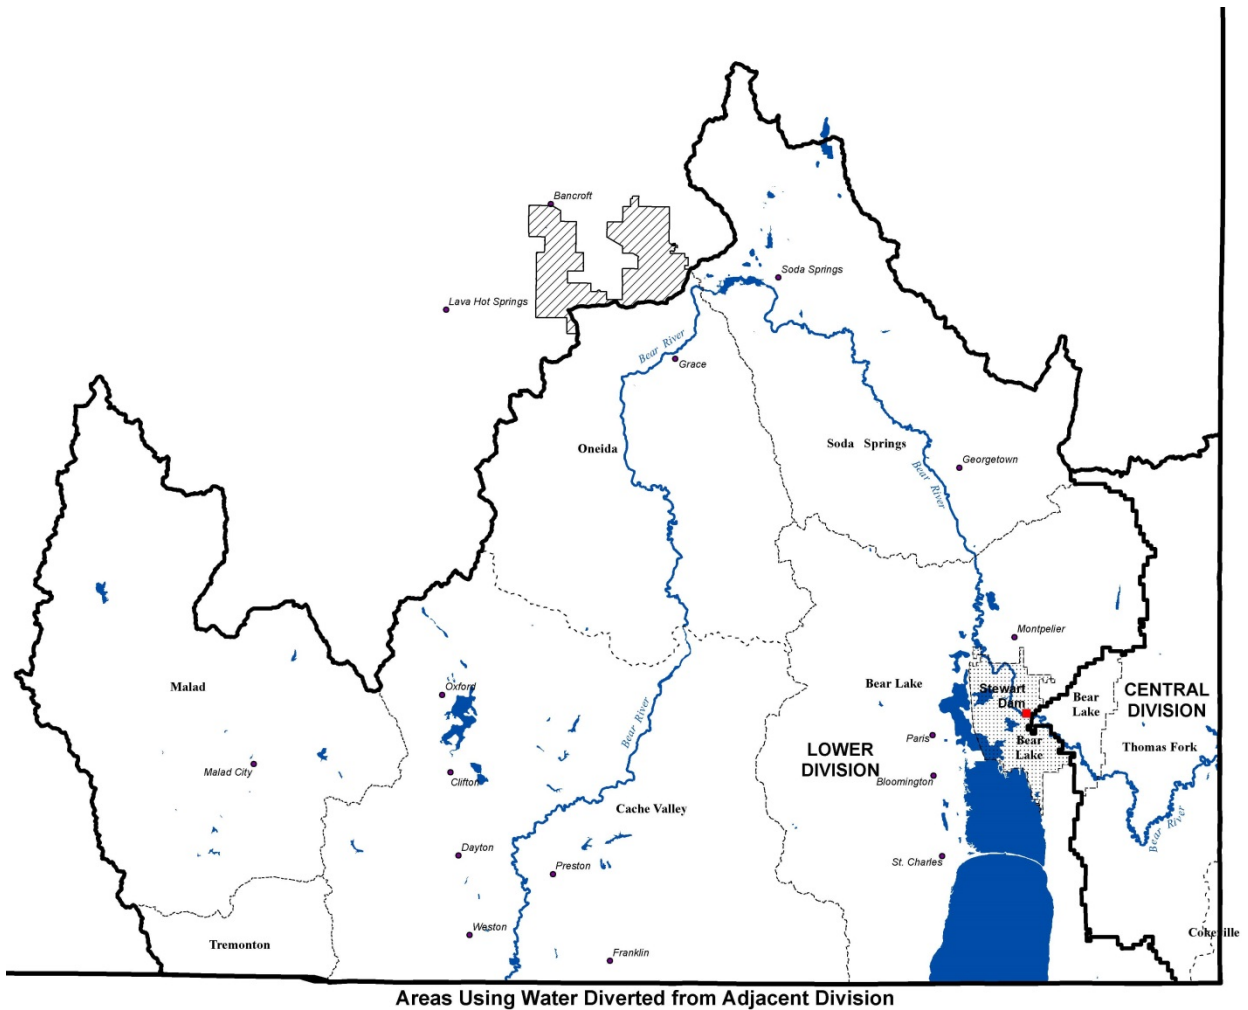 Bancroft
Soda Springs
Lava Hot Springs
Bear River
Grace
Oneida
Soda Springs
Georgetown
Bear River
Montpelier
Malad
Oxford
Bear Lake
Stewart
Dam
Bear
Lake
CENTRAL
DIVISION
Bear River
Paris
Bear
Lake
Thomas Fork
LOWER
DIVISION
Malad City
Clifton
Bloomington
Cache Valley
Bear River
Dayton
Preston
St. Charles
Weston
Tremonton
Franklin
Cokeville
Areas Using Water Diverted from Adjacent Division